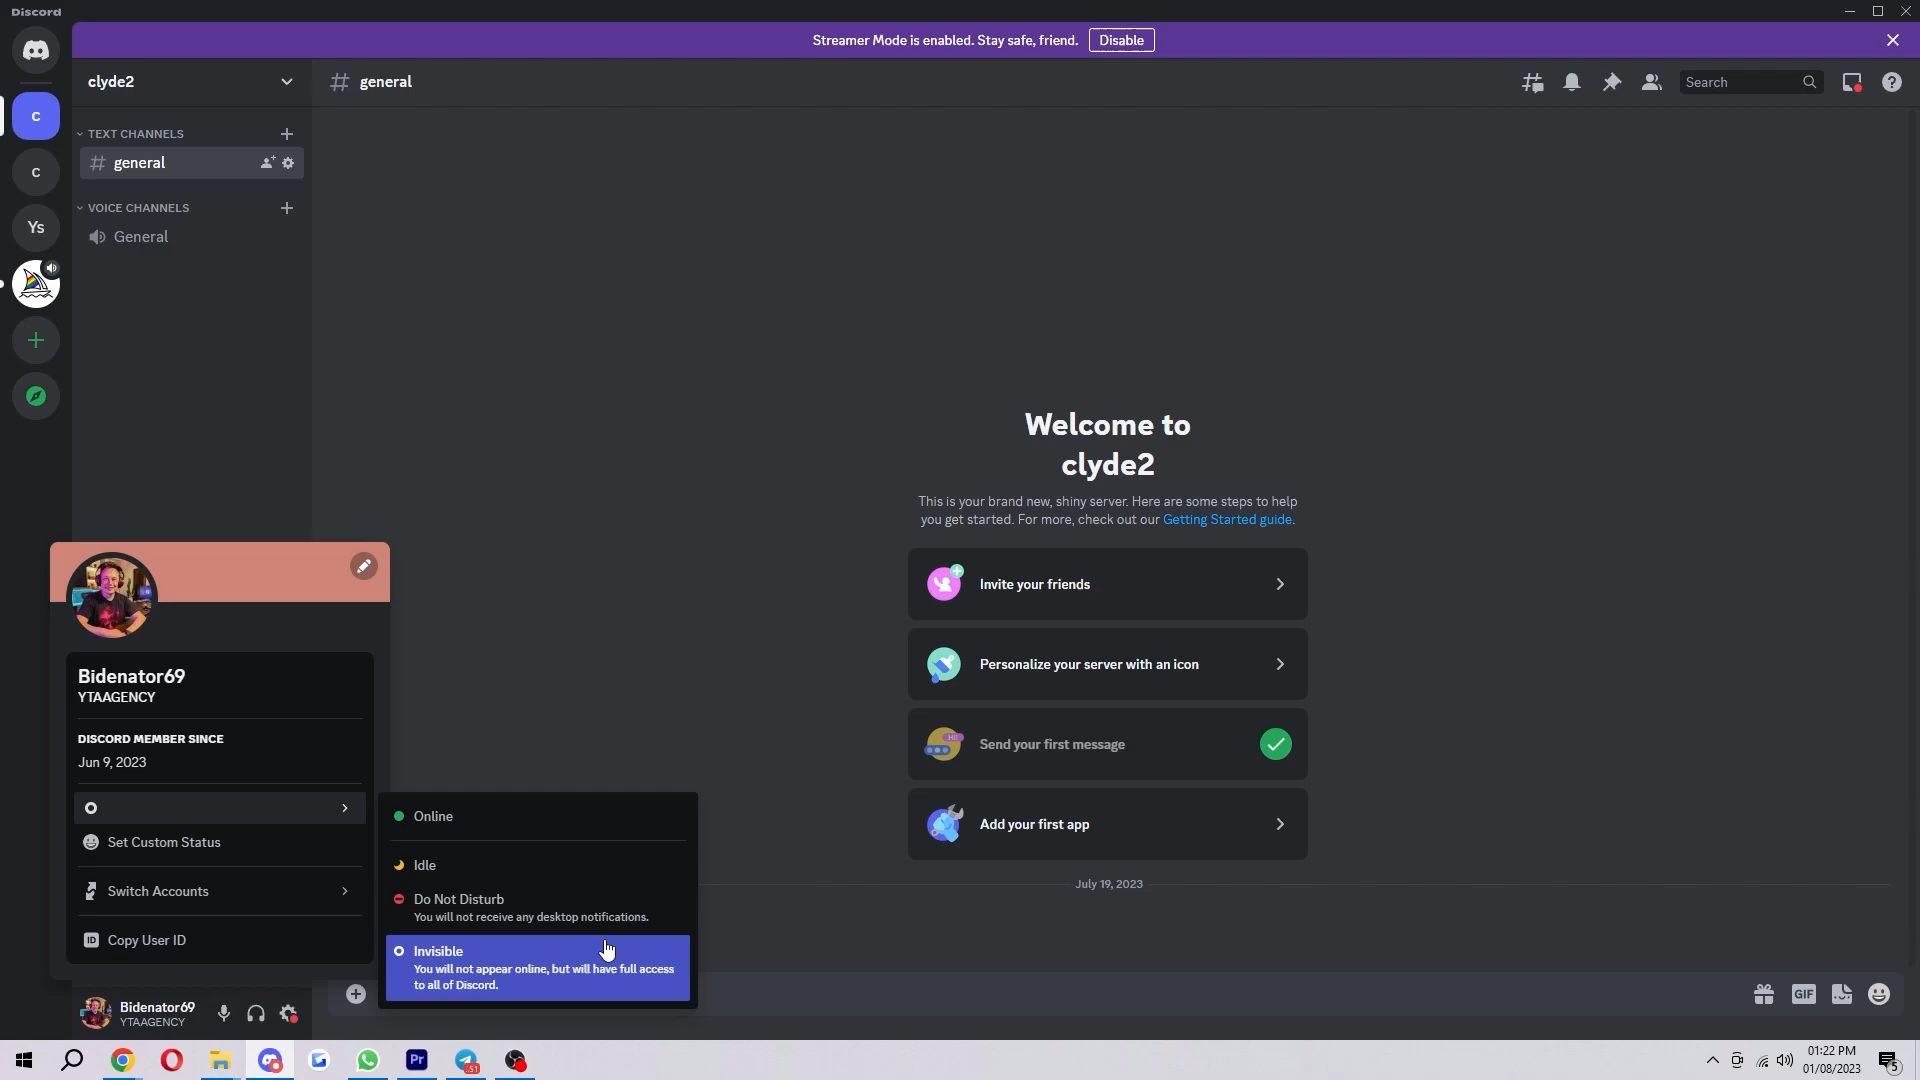 Discord
Streamer Mode is enabled. Stay safe, friend. Disable
clyde2
general
Search
TEXT CHANNELS
general
VOICE CHANNELS
General
C
C
Ys
Welcome to
clyde2
This is your brand new, shiny server. Here are some steps to help
you get started. For more, check out our Getting Started guide.
Invite your friends
Personalize your server with an icon
Send your first message
Add your first app
July 19, 2023
Bidenator69
YTAAGENCY
DISCORD MEMBER SINCE
Jun 9, 2023
Set Custom Status
Switch Accounts
ID Copy User ID
Online
Idle
Do Not Disturb
You will not receive any desktop notifications.
Invisible
You will not appear online, but will have full access
to all of Discord.
Bidenator69
YTAAGENCY
GIF
Pr
51
01:22 PM
01/08/2023
5